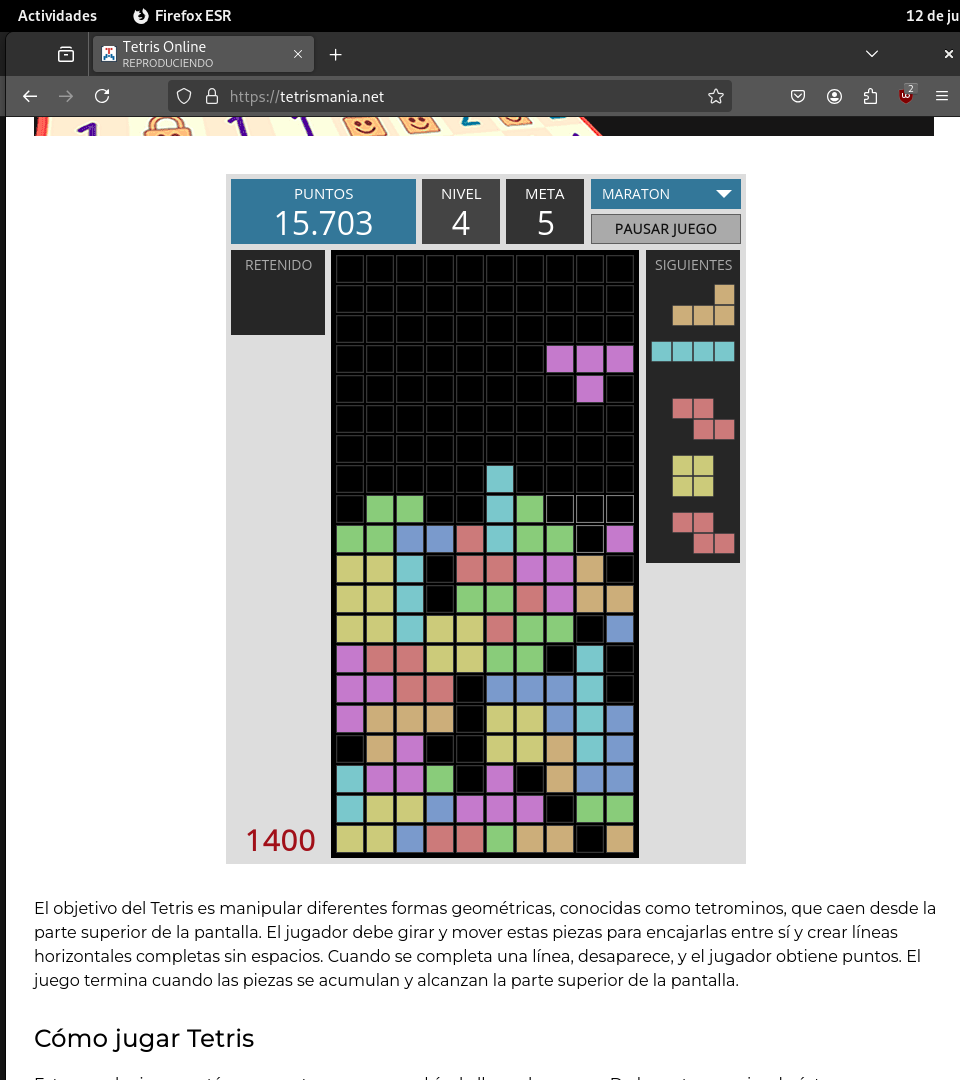 Actividades
Firefox ESR
12 de ju
Tetris Online
REPRODUCIENDO
https://tetrismania.net
2
PUNTOS
15.703
NIVEL
4
META
5
MARATON
PAUSAR JUEGO
RETENIDO
SIGUIENTES
1400
El objetivo del Tetris es manipular diferentes formas geométricas, conocidas como tetrominos, que caen desde la
parte superior de la pantalla. El jugador debe girar y mover estas piezas para encajarlas entre sí y crear líneas
horizontales completas sin espacios. Cuando se completa una línea, desaparece, y el jugador obtiene puntos. El
juego termina cuando las piezas se acumulan y alcanzan la parte superior de la pantalla.
Cómo jugar Tetris